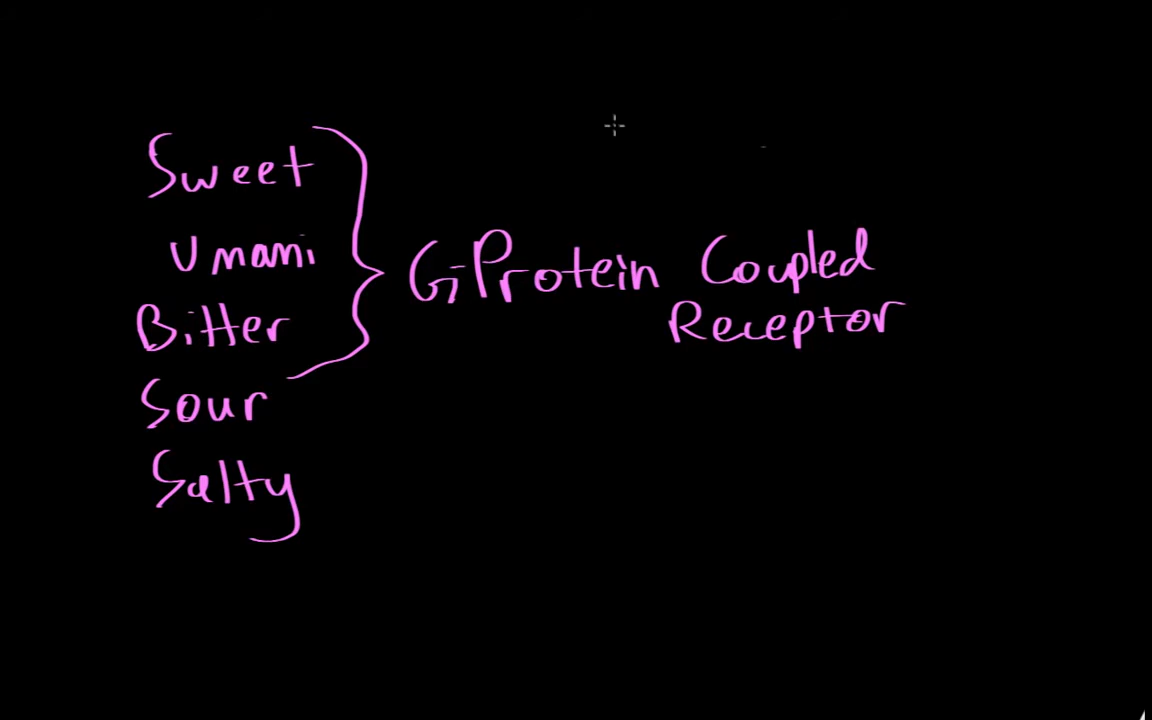 Sweet
Umami
Bitter
Sour
Salty
G Protein Coupled
Receptor